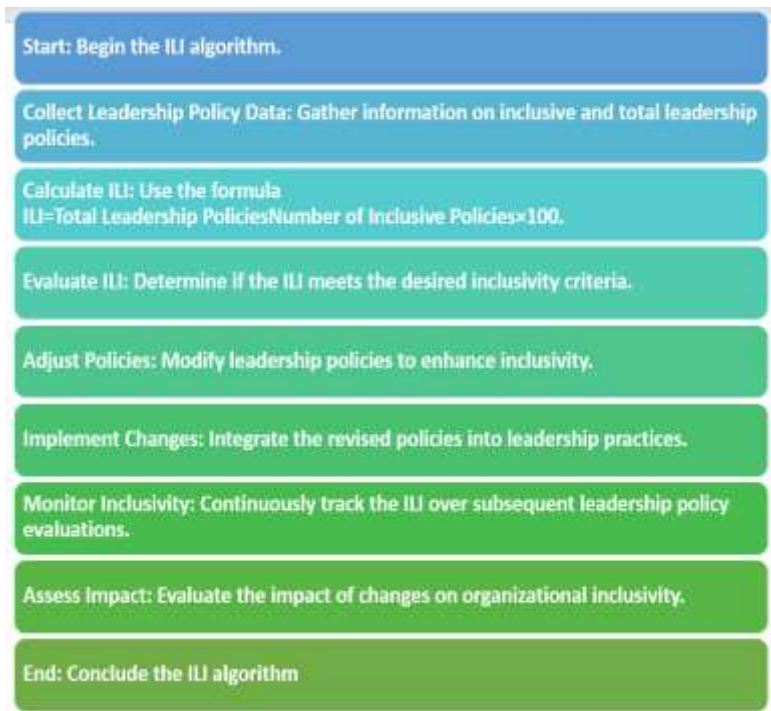 Start: Begin the ILI algorithm.
Collect Leadership Policy Data: Gather information on inclusive and total leadership
policies.
Calculate ILI: Use the formula
ILI=Total Leadership PoliciesNumber of Inclusive Policies×100.
Evaluate ILI: Determine if the ILI meets the desired inclusivity criteria.
Adjust Policies: Modify leadership policies to enhance inclusivity.
Implement Changes: Integrate the revised policies into leadership practices.
Monitor Inclusivity: Continuously track the ILI over subsequent leadership policy
evaluations.
Assess Impact: Evaluate the impact of changes on organizational inclusivity.
End: Conclude the ILI algorithm